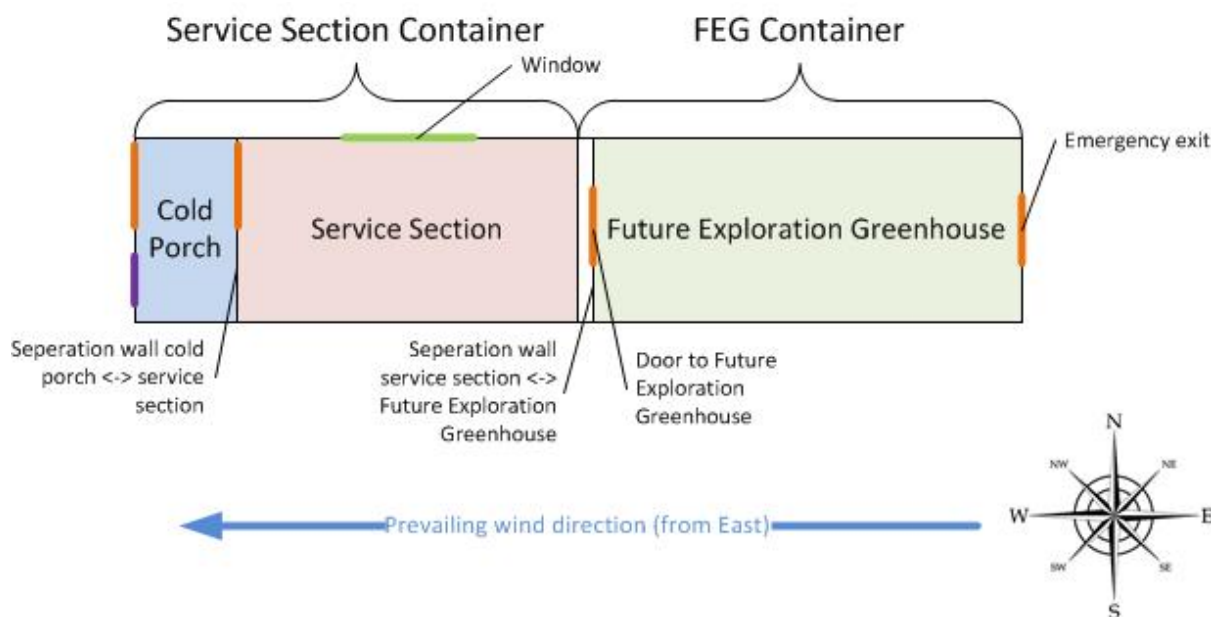 Service Section Container
FEG Container
Window
Emergency exit
Cold
Porch
Service Section
Future Exploration Greenhouse
Seperation wall cold
porch <-> service
section
Seperation wall
service section <->
Future Exploration
Greenhouse
Door to Future
Exploration
Greenhouse
Prevailing wind direction (from East)
N
NW
NE
W
E
SW
SE
S